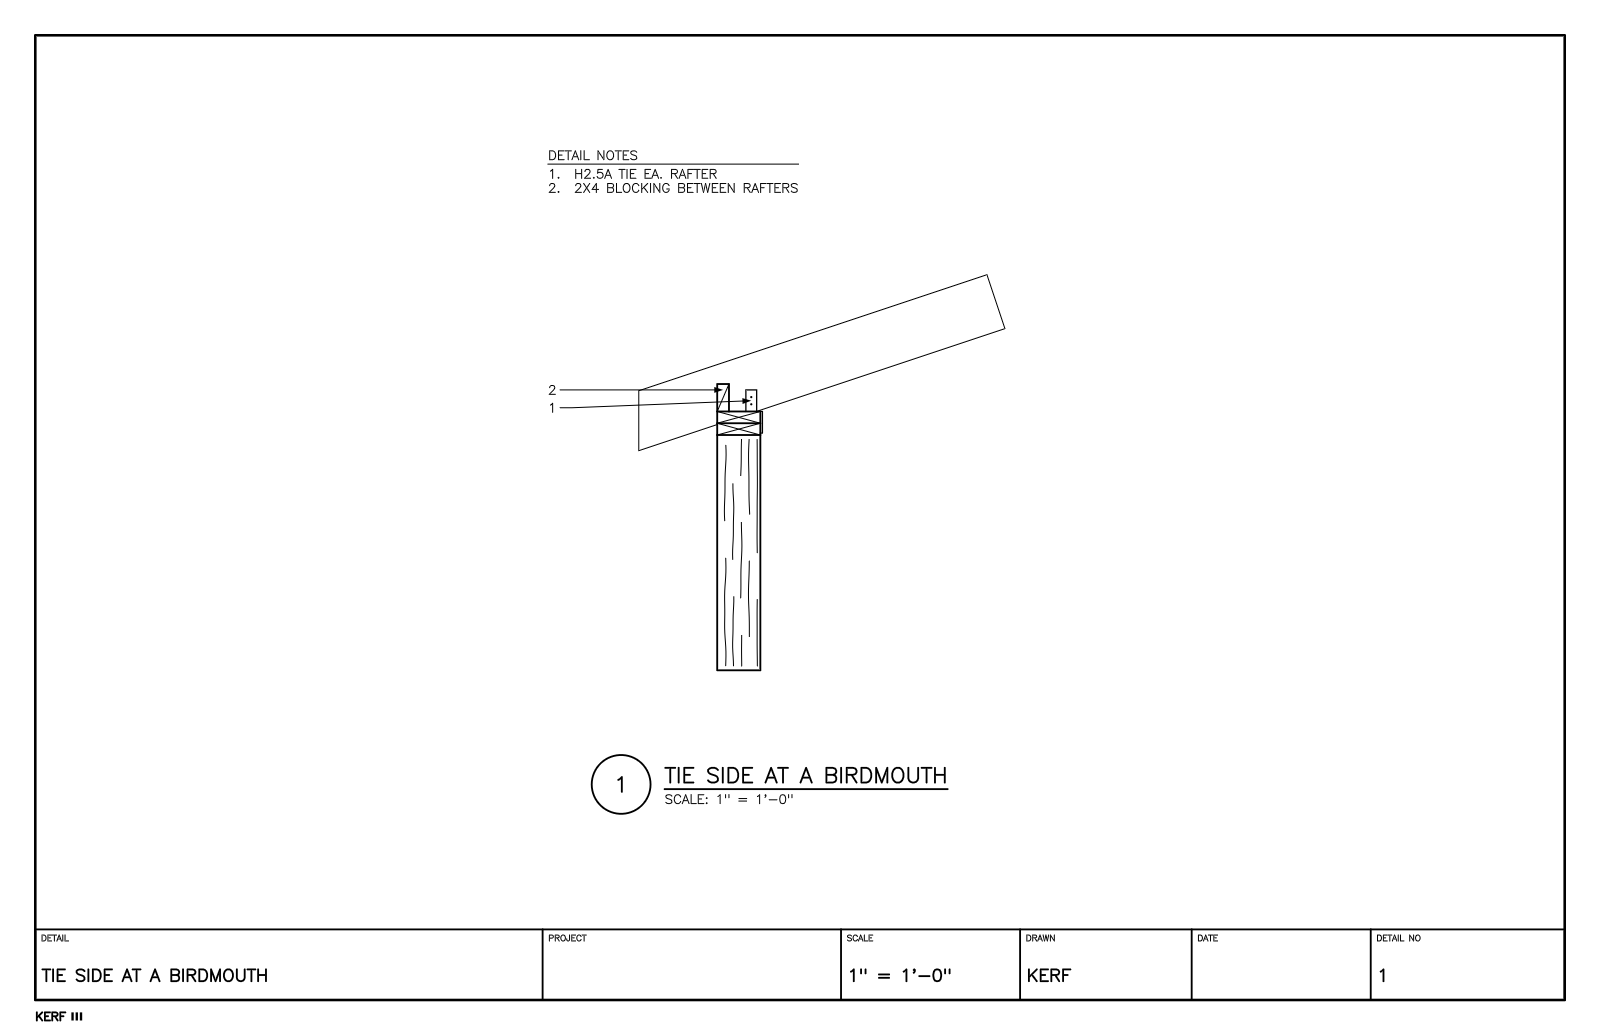 DETAIL NOTES
1. H2.5A TIE EA. RAFTER
2. 2X4 BLOCKING BETWEEN RAFTERS
2
1
1
TIE SIDE AT A BIRDMOUTH
SCALE: 1" = 1'-0"
DETAIL
TIE SIDE AT A BIRDMOUTH
PROJECT
SCALE
1" = 1'-0"
DRAWN
KERF
DATE
DETAIL NO
1
KERF III